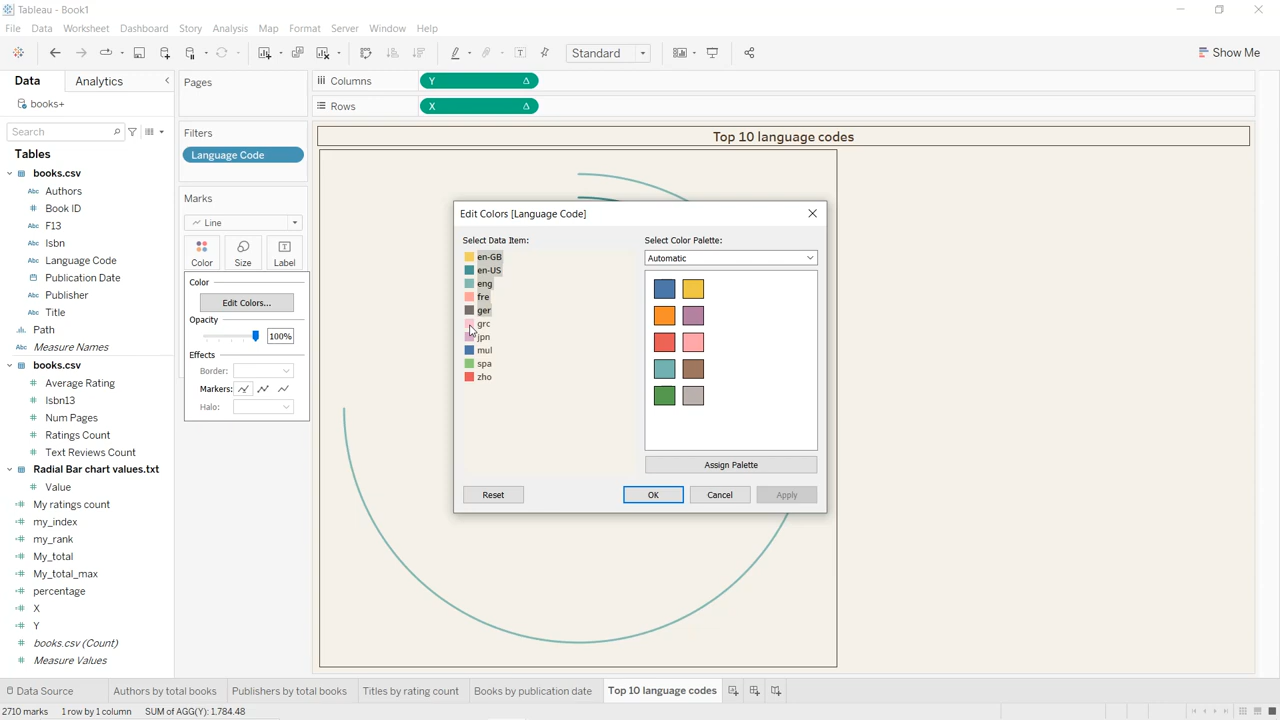 Tableau - Book1
File Data Worksheet Dashboard Story Analysis Map Format Server Window Help
Standard
Show Me
Data Analytics
books+
Search
Tables
books.csv
Abc Authors
# Book ID
Abc F13
Abc Isbn
Abc Language Code
Publication Date
Abc Publisher
Abc Title
Path
Abc Measure Names
books.csv
# Average Rating
# Isbn13
# Num Pages
# Ratings Count
# Text Reviews Count
Radial Bar chart values.txt
# Value
=# My ratings count
=# my_index
=# my_rank
=# My_total
=# My_total_max
=# percentage
=# X
=# Y
=# books.csv (Count)
=# Measure Values
Pages
Filters
Language Code
Marks
Line
Color Size Label
Color
Edit Colors...
Opacity
100%
Effects
Border:
Markers:
Halo:
Columns Y Δ
Rows X Δ
Top 10 language codes
Edit Colors [Language Code]
Select Data Item:
en-GB
en-US
eng
fre
ger
grc
jpn
mul
spa
zho
Select Color Palette:
Automatic
Assign Palette
Reset OK Cancel Apply
Data Source Authors by total books Publishers by total books Titles by rating count Books by publication date Top 10 language codes
2710 marks 1 row by 1 column SUM of AGG(Y): 1,784.48